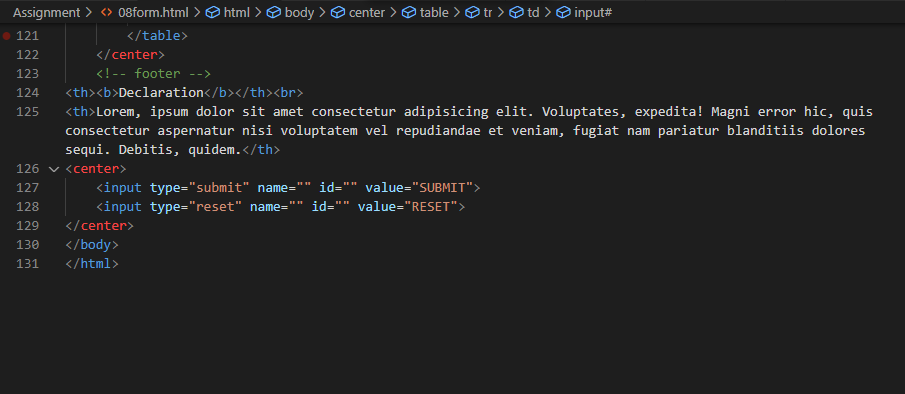 Assignment > <> 08form.html > html > body > center > table > tr > td > input#
121 </table>
122 </center>
123 <!-- footer -->
124 <th><b>Declaration</b></th><br>
125 <th>Lorem, ipsum dolor sit amet consectetur adipisicing elit. Voluptates, expedita! Magni error hic, quis
consectetur aspernatur nisi voluptatem vel repudiandae et veniam, fugiat nam pariatur blanditiis dolores
sequi. Debitis, quidem.</th>
126 <center>
127 <input type="submit" name="" id="" value="SUBMIT">
128 <input type="reset" name="" id="" value="RESET">
129 </center>
130 </body>
131 </html>